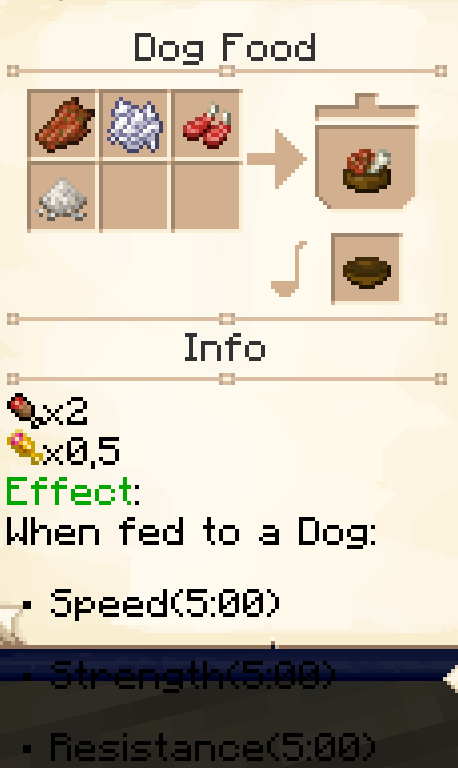 Dog Food
Info
x2
x0,5
Effect:
When fed to a Dog:
• Speed(5:00)
• Strength(5:00)
• Resistance(5:00)